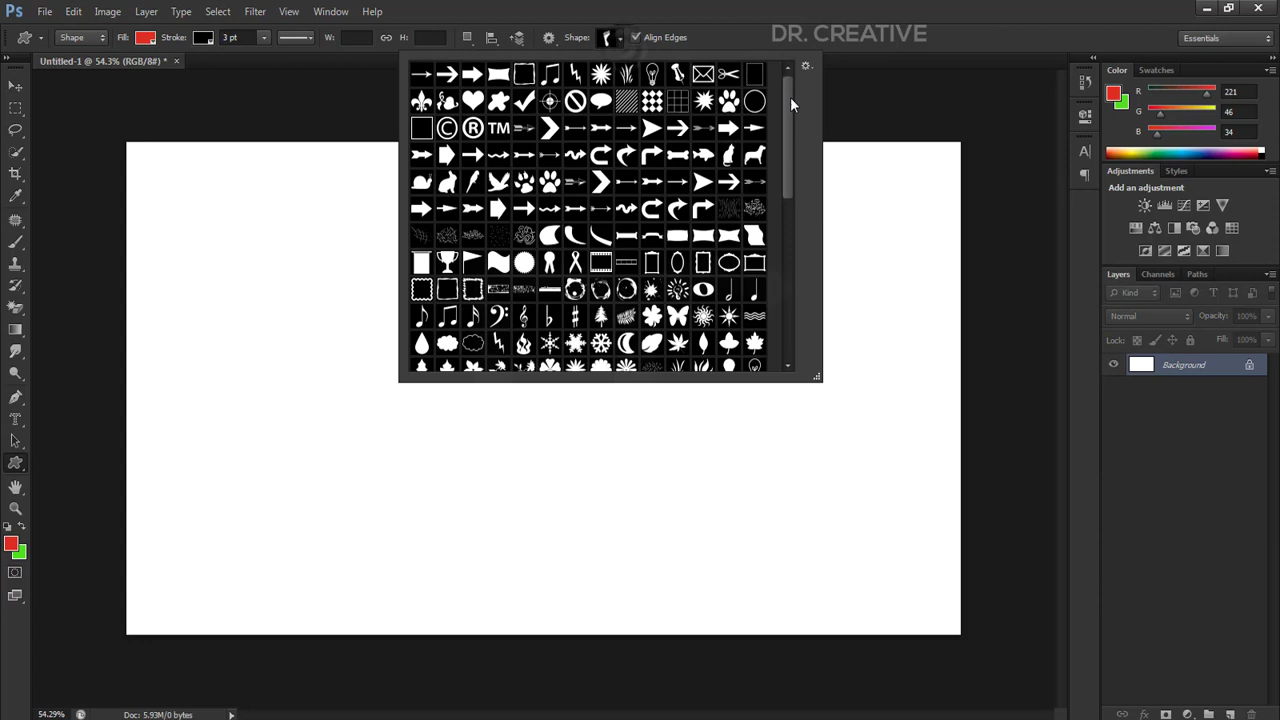 Ps File Edit Image Layer Type Select Filter View Window Help
Shape Fill: Stroke: 3 pt W: H: Shape: Align Edges
DR. CREATIVE
Essentials
Untitled-1 @ 54.3% (RGB/8#) * ×
Color Swatches
R 221
G 46
B 34
© ® TM
Adjustments Styles
Add an adjustment
Layers Channels Paths
Kind
Normal Opacity: 100%
Lock: Fill: 100%
Background
54.29% Doc: 5.93M/0 bytes